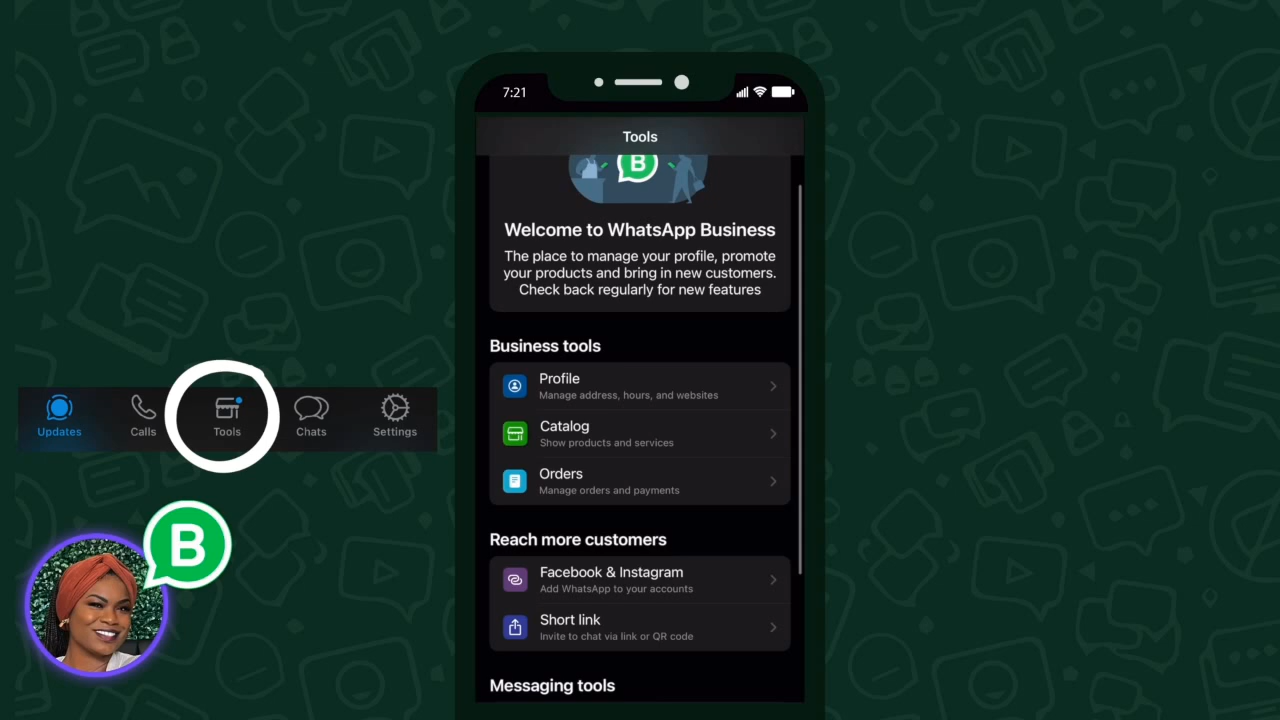 7:21
Tools
B
Welcome to WhatsApp Business
The place to manage your profile, promote
your products and bring in new customers.
Check back regularly for new features
Business tools
Profile
Manage address, hours, and websites
Catalog
Show products and services
Orders
Manage orders and payments
Reach more customers
Facebook & Instagram
Add WhatsApp to your accounts
Short link
Invite to chat via link or QR code
Messaging tools
Updates
Calls
Tools
Chats
Settings
B